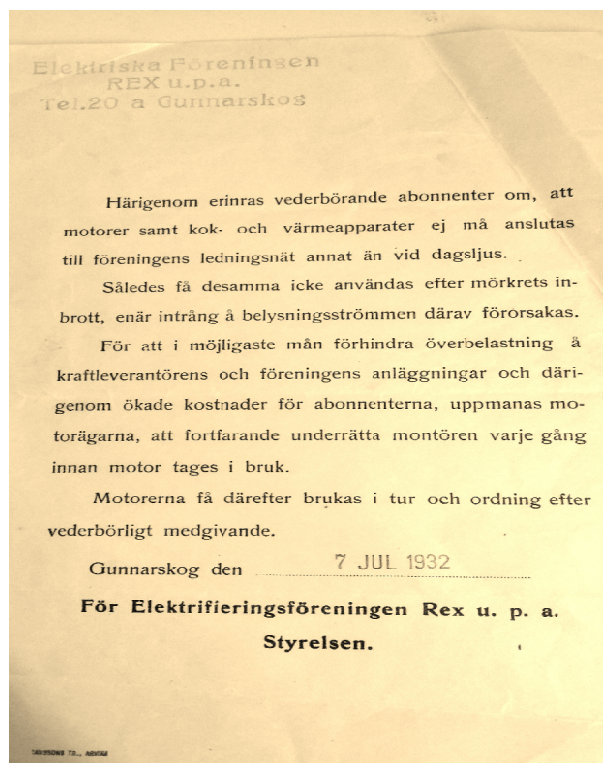 Elektriska Föreningen
REX u.p.a.
Tel.20 a Gunnarskog
Härigenom erinras vederbörande abonnenter om, att
motorer samt kok- och värmeapparater ej må anslutas
till föreningens ledningsnät annat än vid dagsljus.
Således få desamma icke användas efter mörkrets in-
brott, enär intrång å belysningsströmmen därav förorsakas.
För att i möjligaste mån förhindra överbelastning å
kraftleverantörens och föreningens anläggningar och däri-
genom ökade kostnader för abonnenterna, uppmanas mo-
torägarna, att fortfarande underrätta montören varje gång
innan motor tages i bruk.
Motorerna få därefter brukas i tur och ordning efter
vederbörligt medgivande.
Gunnarskog den 7 JUL 1932
För Elektrifieringsföreningen Rex u. p. a.
Styrelsen.
TR., ARVIKA